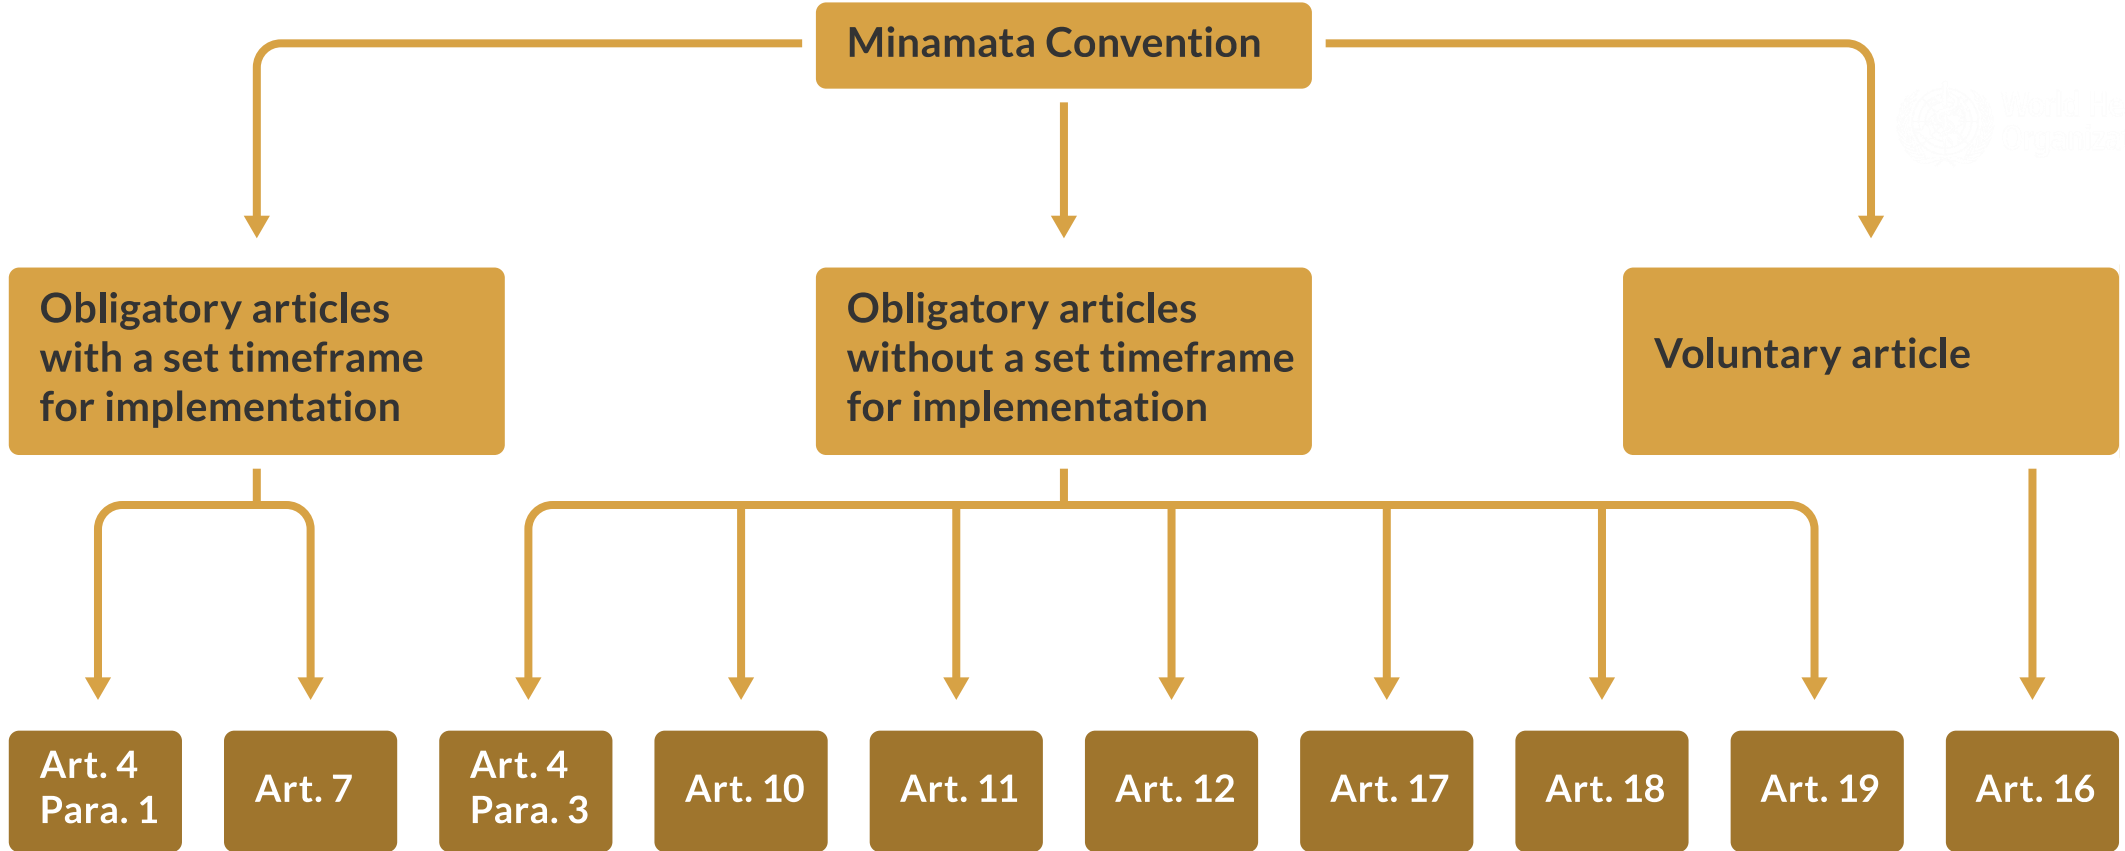 Minamata Convention
Obligatory articles
with a set timeframe
for implementation
Obligatory articles
without a set timeframe
for implementation
Voluntary article
Art. 4
Para. 1
Art. 7
Art. 4
Para. 3
Art. 10
Art. 11
Art. 12
Art. 17
Art. 18
Art. 19
Art. 16